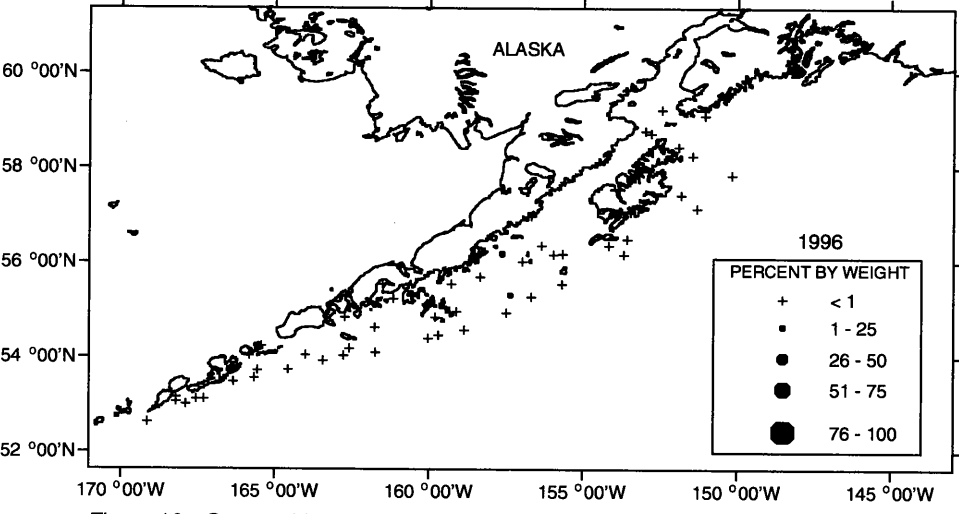 ALASKA
60 °00'N
58 °00'N
56 °00'N
54 °00'N
52 °00'N
1996
PERCENT BY WEIGHT
+ < 1
1 - 25
26 - 50
51 - 75
76 - 100
170 °00'W 165 °00'W 160 °00'W 155 °00'W 150 °00'W 145 °00'W